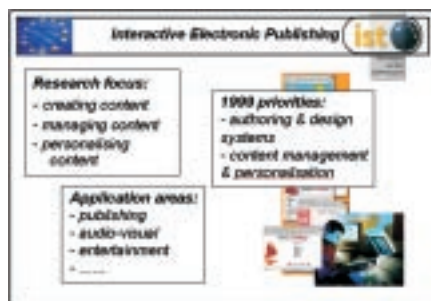 Interactive Electronic Publishing
ist
Research focus:
- creating content
- managing content
- personalising
content
1999 priorities:
- authoring & design
systems
- content management
& personalisation
Application areas:
- publishing
- audio-visual
- entertainment
- .....